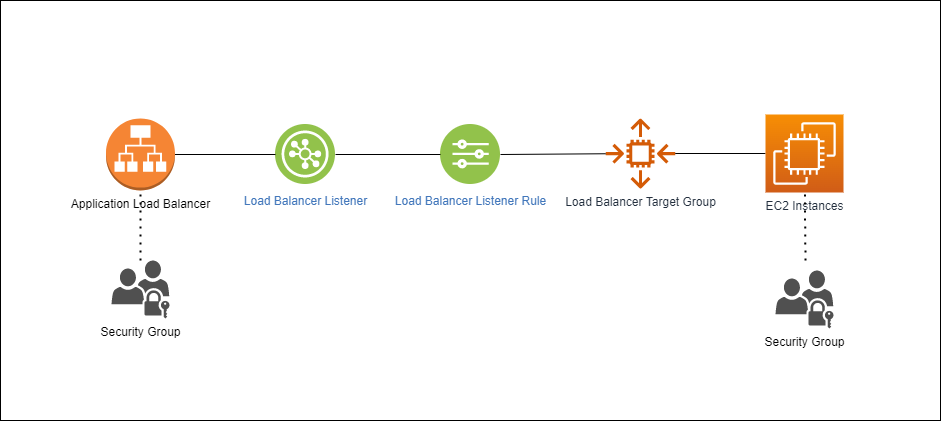 Application Load Balancer
Load Balancer Listener
Load Balancer Listener Rule
Load Balancer Target Group
EC2 Instances
Security Group
Security Group